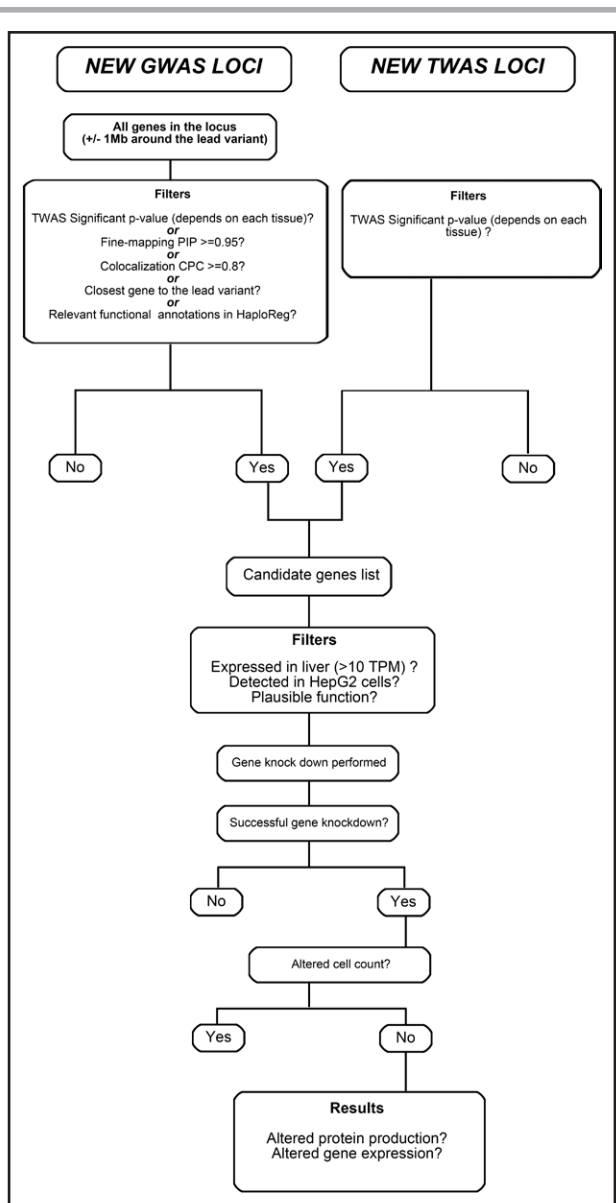 NEW GWAS LOCI
NEW TWAS LOCI
All genes in the locus
(+/- 1Mb around the lead variant)
Filters
TWAS Significant p-value (depends on each tissue)?
or
Fine-mapping PIP >=0.95?
or
Colocalization CPC >=0.8?
or
Closest gene to the lead variant?
or
Relevant functional annotations in HaploReg?
Filters
TWAS Significant p-value (depends on each
tissue) ?
No
Yes
Yes
No
Candidate genes list
Filters
Expressed in liver (>10 TPM) ?
Detected in HepG2 cells?
Plausible function?
Gene knock down performed
Successful gene knockdown?
No
Yes
Altered cell count?
Yes
No
Results
Altered protein production?
Altered gene expression?